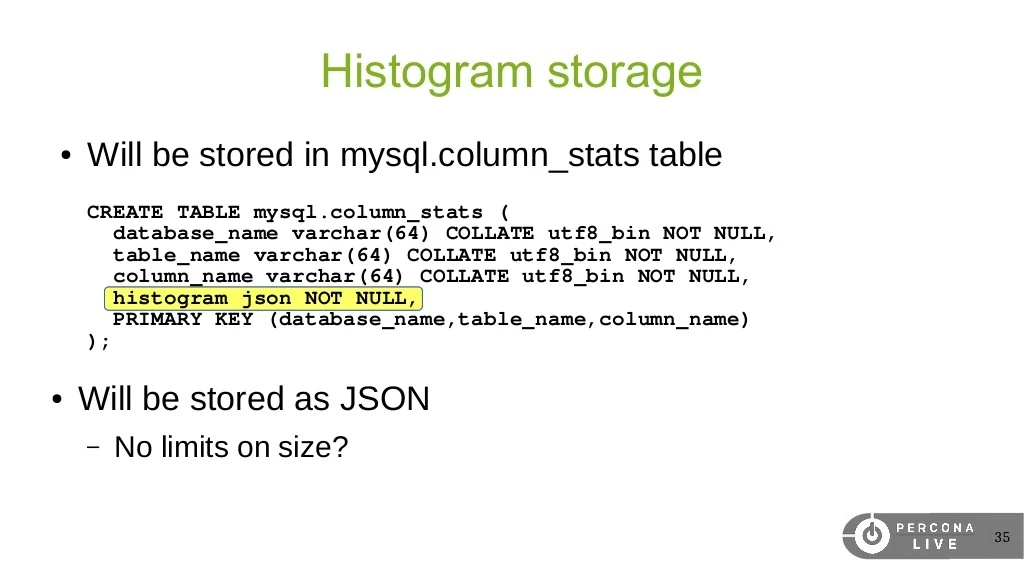 Histogram storage
• Will be stored in mysql.column_stats table
CREATE TABLE mysql.column_stats (
database_name varchar(64) COLLATE utf8_bin NOT NULL,
table_name varchar(64) COLLATE utf8_bin NOT NULL,
column_name varchar(64) COLLATE utf8_bin NOT NULL,
histogram json NOT NULL,
PRIMARY KEY (database_name,table_name,column_name)
);
• Will be stored as JSON
– No limits on size?
PERCONA
LIVE
35